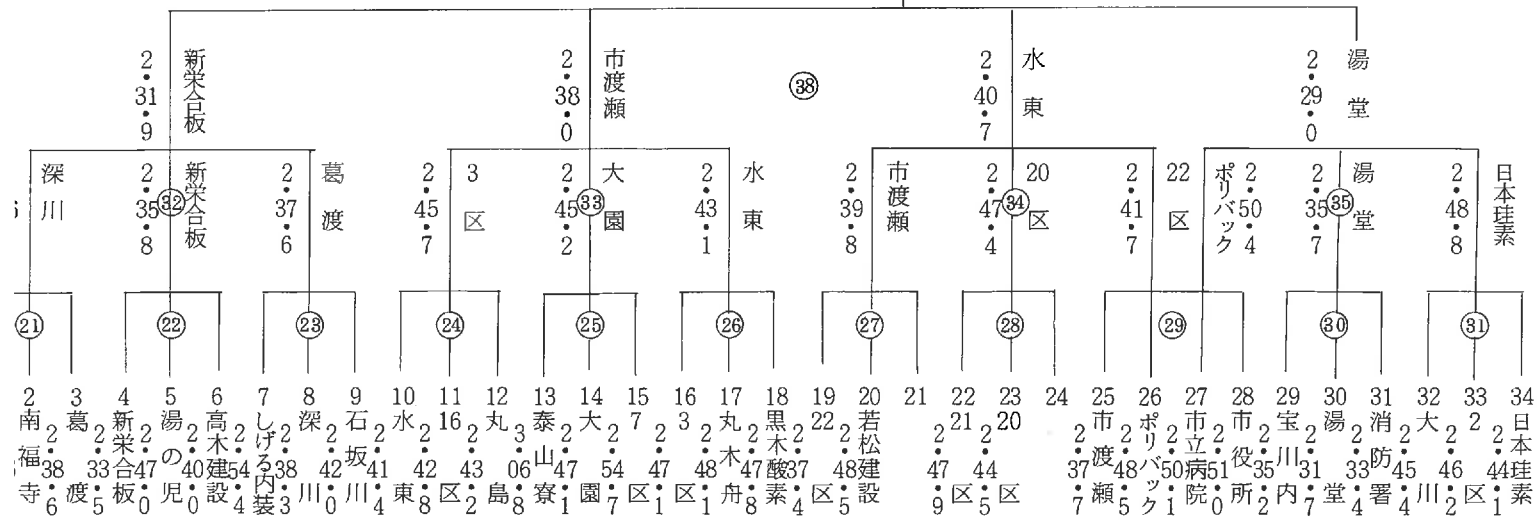 新栄合板 2・31・9
市渡瀬 2・38・0
㊳
水東 2・40・7
湯堂 2・29・0
深川
新栄合板 2・35・8
㉜
葛渡 2・37・6
3区 2・45・7
大園 2・45・2
㉝
水東 2・43・1
市渡瀬 2・39・8
20区 2・47・4
㉞
22区 2・41・7
ポリバック 2・50・4
湯堂 2・35・7
㉟
日本珪素 2・48・8
㉑ ㉒ ㉓ ㉔ ㉕ ㉖ ㉗ ㉘ ㉙ ㉚ ㉛
2 南福寺
3 葛渡 2・38・6
4 新栄合板 2・33・5
5 湯の児 2・47・0
6 高木建設 2・40・0
7 しげる内装 2・54・4
8 深川 2・38・3
9 石坂川 2・42・0
10 水東 2・41・4
11 16区 2・42・8
12 丸島 2・43・2
13 泰山寮 3・06・8
14 大園 2・47・1
15 7区 2・54・7
16 3区 2・47・1
17 丸木舟 2・48・1
18 黒木酸素 2・47・8
19 22区 2・37・4
20 若松建設 2・48・5
21
22 21区 2・47・9
23 20区 2・44・5
24
25 市渡瀬 2・37・7
26 ポリバック 2・48・5
27 市立病院 2・50・1
28 市役所 2・51・0
29 宝川内 2・35・2
30 湯堂 2・31・7
31 消防署 2・33・4
32 大川 2・45・4
33 2区 2・46・2
34 日本珪素 2・44・1